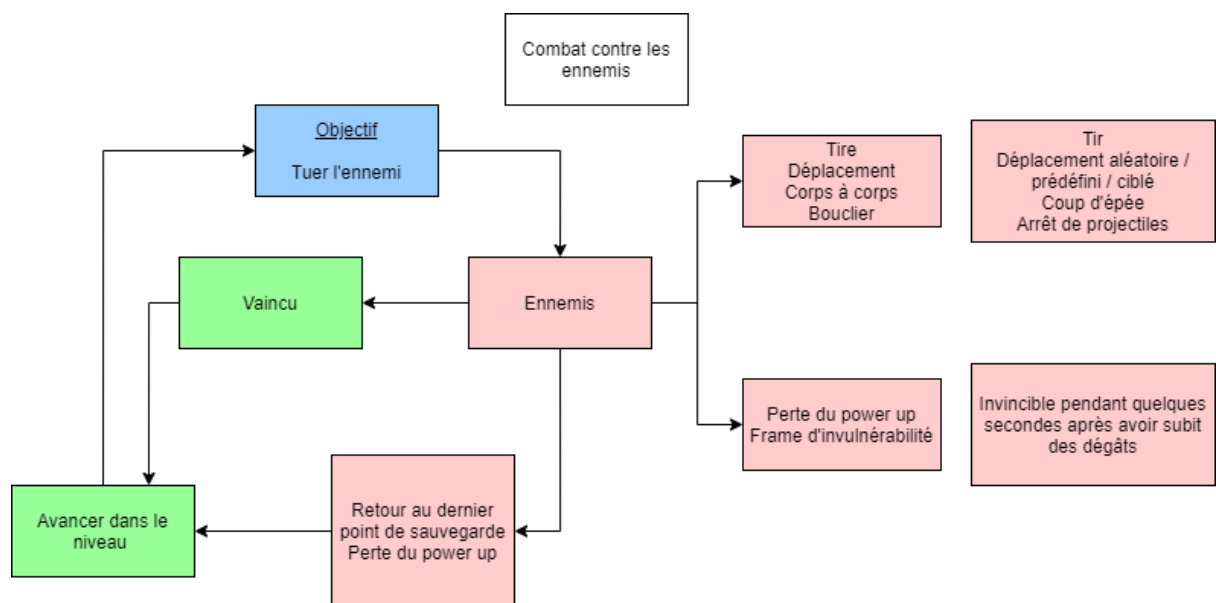 Combat contre les
ennemis
Objectif
Tuer l'ennemi
Tire
Déplacement
Corps à corps
Bouclier
Tir
Déplacement aléatoire /
prédéfini / ciblé
Coup d'épée
Arrêt de projectiles
Vaincu
Ennemis
Perte du power up
Frame d'invulnérabilité
Invincible pendant quelques
secondes après avoir subit
des dégâts
Avancer dans le
niveau
Retour au dernier
point de sauvegarde
Perte du power up